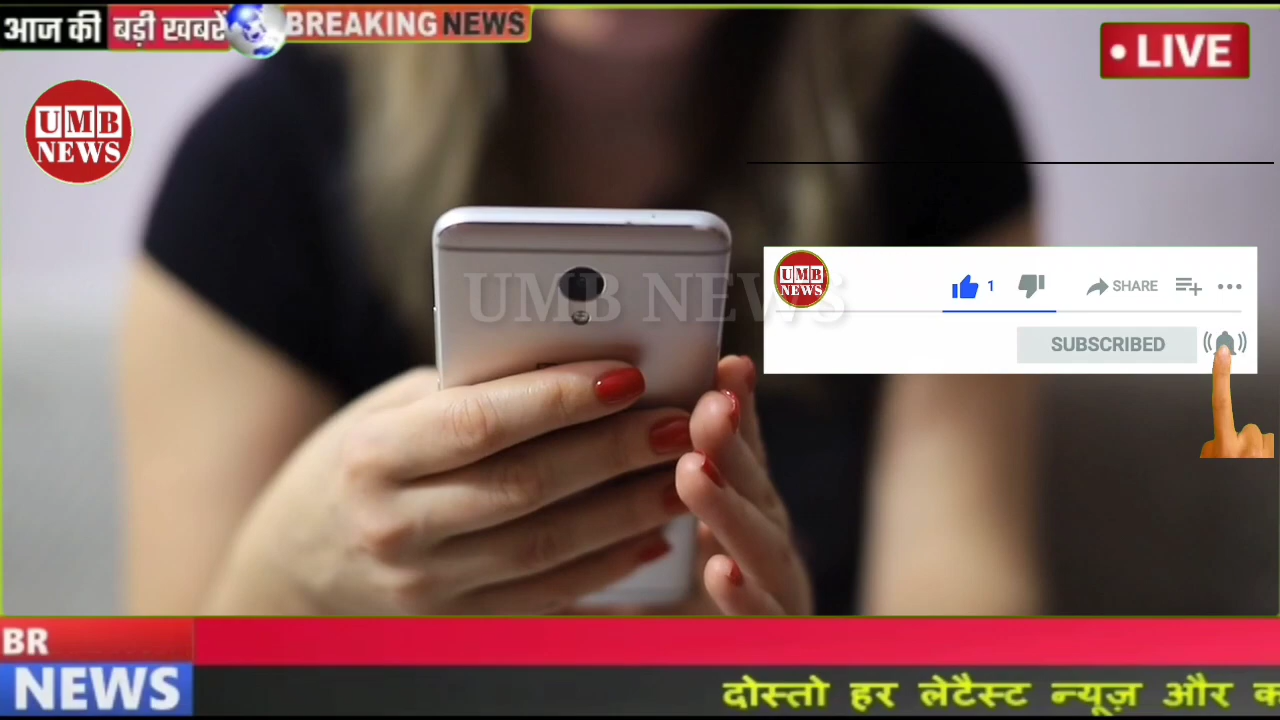 आज की बड़ी खबरें
BREAKING NEWS
• LIVE
UMB
NEWS
UMB NEWS
UMB
NEWS
1
SHARE
SUBSCRIBED
BR
NEWS
दोस्तो हर लेटैस्ट न्यूज़ और